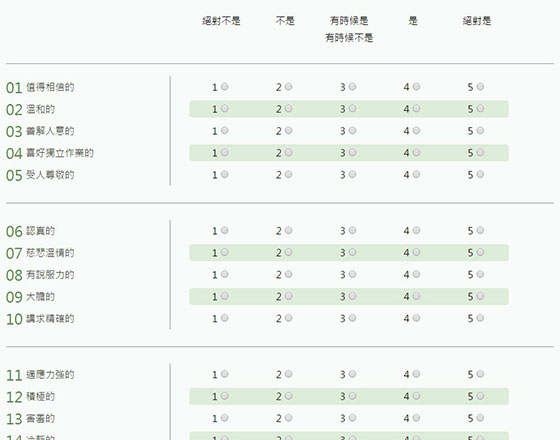 絕對不是 不是 有時候是 是 絕對是
有時候不是
01 值得相信的 1 2 3 4 5
02 溫和的 1 2 3 4 5
03 善解人意的 1 2 3 4 5
04 喜好獨立作業的 1 2 3 4 5
05 受人尊敬的 1 2 3 4 5
06 認真的 1 2 3 4 5
07 慈悲溫情的 1 2 3 4 5
08 有說服力的 1 2 3 4 5
09 大膽的 1 2 3 4 5
10 講求精確的 1 2 3 4 5
11 適應力強的 1 2 3 4 5
12 積極的 1 2 3 4 5
13 害羞的 1 2 3 4 5
14 冷靜的 1 2 3 4 5